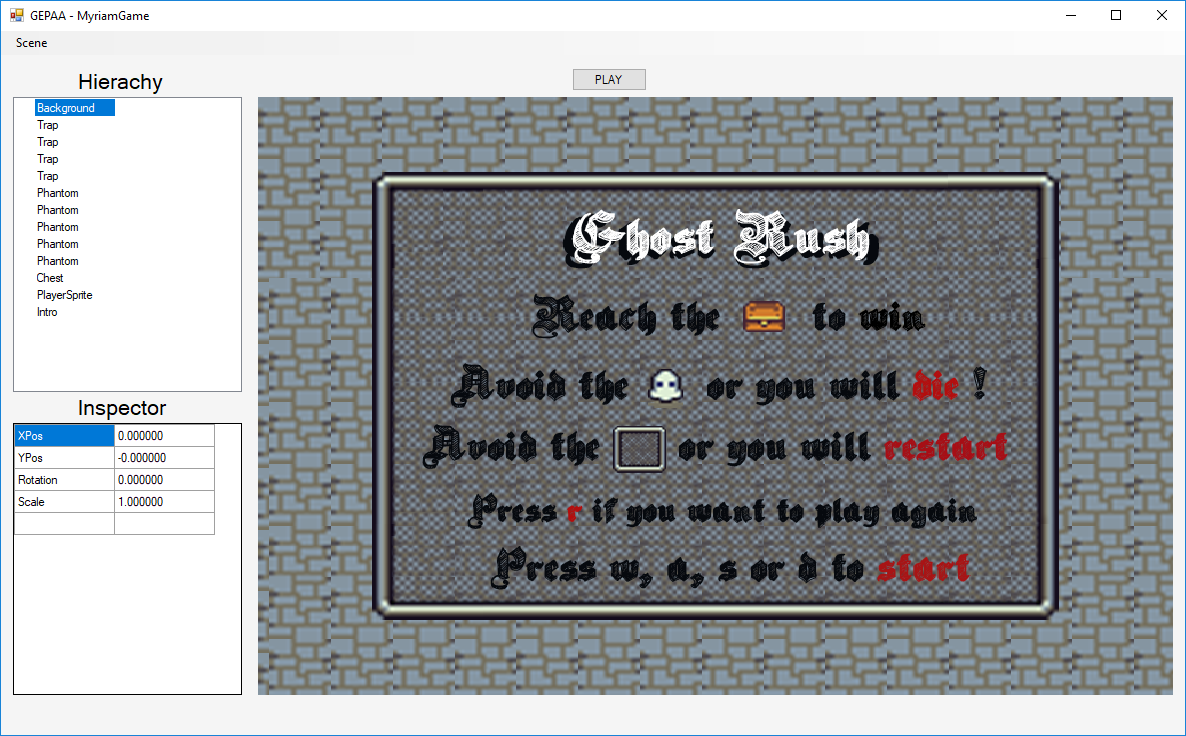 GEPAA - MyriamGame
Scene
Hierachy
PLAY
Background
Trap
Trap
Trap
Trap
Phantom
Phantom
Phantom
Phantom
Phantom
Chest
PlayerSprite
Intro
Inspector
XPos 0.000000
YPos -0.000000
Rotation 0.000000
Scale 1.000000
Ghost Rush
Reach the to win
Avoid the or you will die !
Avoid the or you will restart
Press r if you want to play again
Press w, a, s or d to start